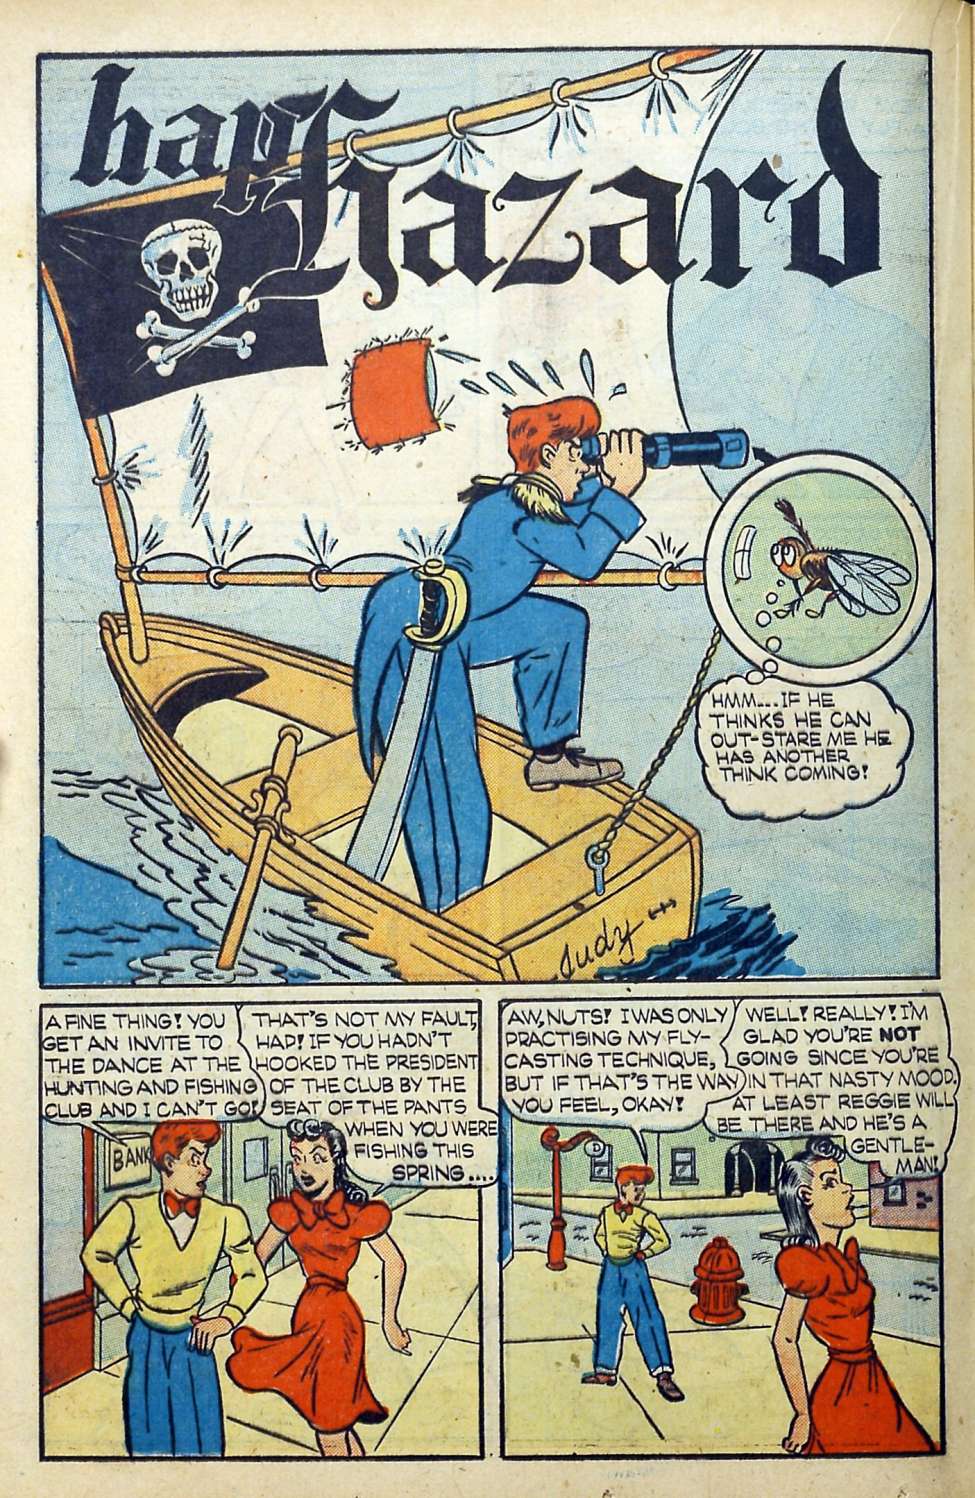 hap
hazard
HMM....IF HE
THINKS HE CAN
OUT-STARE ME HE
HAS ANOTHER
THINK COMING!
Judy
A FINE THING! YOU
GET AN INVITE TO
THE DANCE AT THE
HUNTING AND FISHING
CLUB AND I CAN'T GO!
THAT'S NOT MY FAULT,
HAP! IF YOU HADN'T
HOOKED THE PRESIDENT
OF THE CLUB BY THE
SEAT OF THE PANTS
WHEN YOU WERE
FISHING THIS
SPRING....
BANK
AW, NUTS! I WAS ONLY
PRACTISING MY FLY-
CASTING TECHNIQUE,
BUT IF THAT'S THE WAY
YOU FEEL, OKAY!
WELL! REALLY! I'M
GLAD YOU'RE NOT
GOING SINCE YOU'RE
IN THAT NASTY MOOD.
AT LEAST REGGIE WILL
BE THERE AND HE'S A
GENTLE-
MAN!